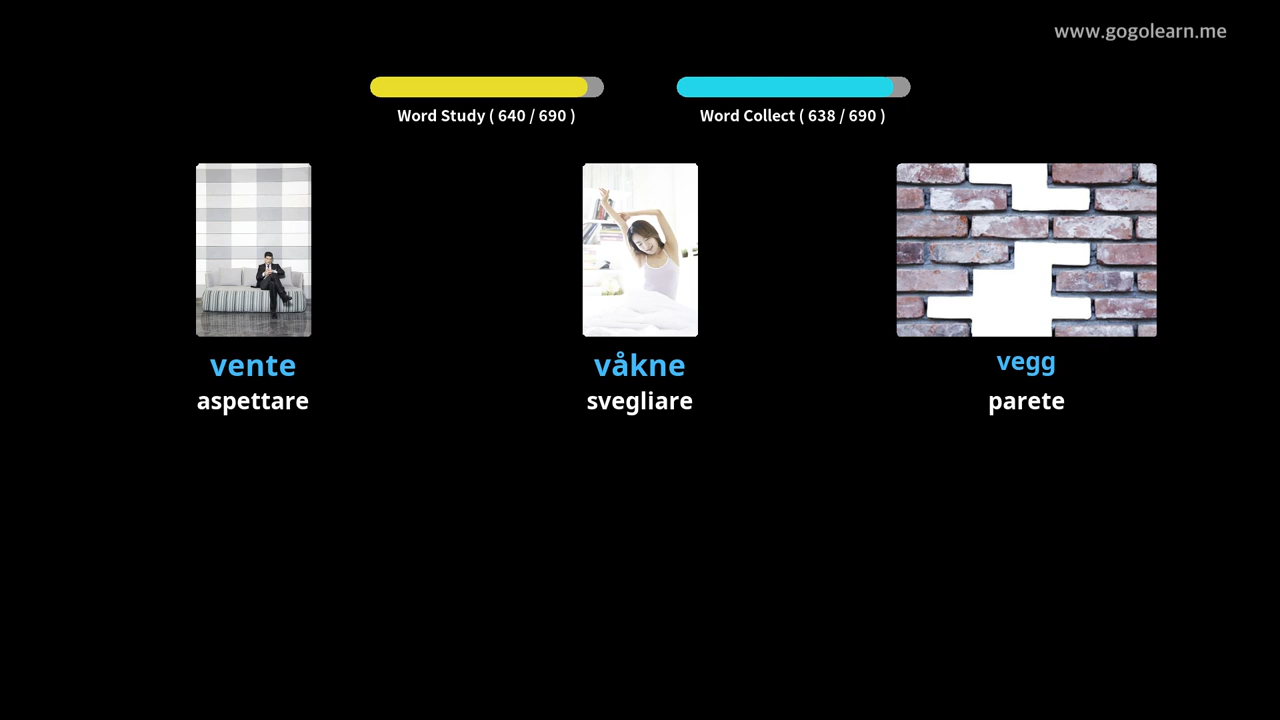 www.gogolearn.me
Word Study ( 640 / 690 )
Word Collect ( 638 / 690 )
vente
aspettare
våkne
svegliare
vegg
parete